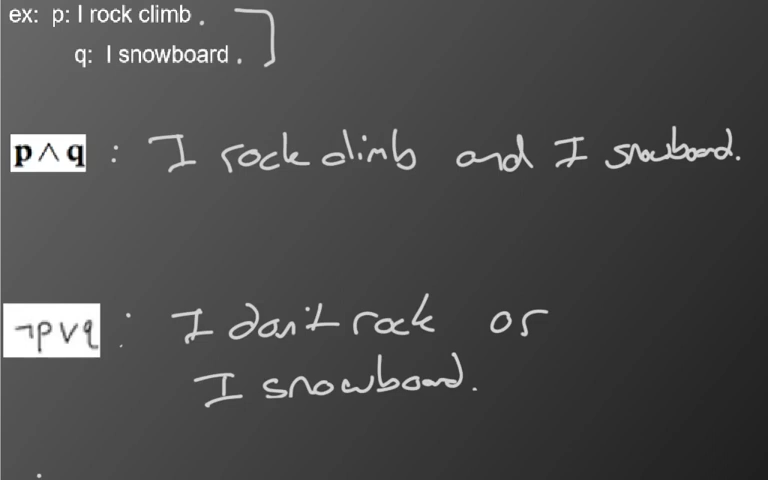 ex: p: I rock climb .
q: I snowboard .
p ∧ q : I rock climb and I snowboard.
¬p ∨ q : I don't rock or
I snowboard.